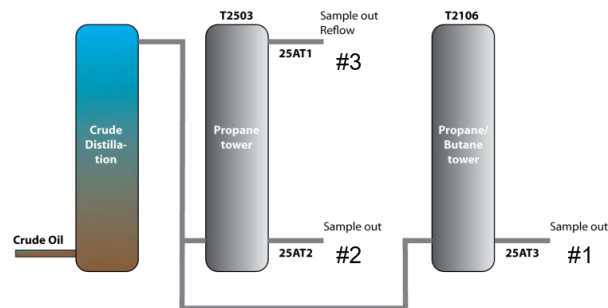 T2503
Sample out
Reflow
T2106
25AT1
#3
Crude
Distilla-
tion
Propane
tower
Propane/
Butane
tower
Crude Oil
Sample out
25AT2
#2
Sample out
25AT3
#1